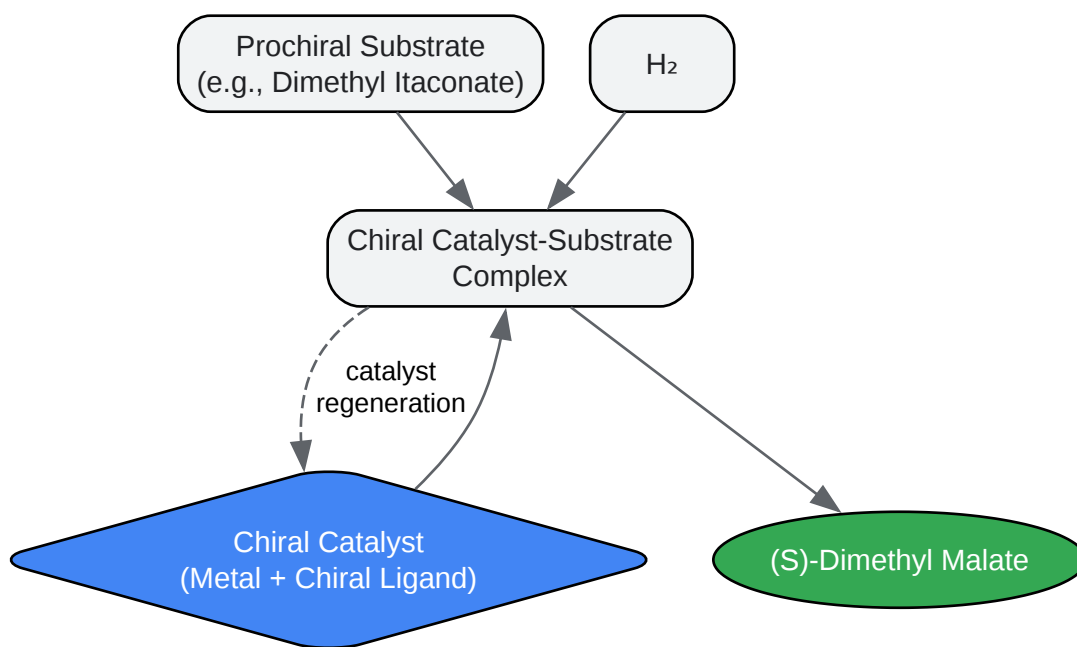 Prochiral Substrate
(e.g., Dimethyl Itaconate)
H₂
Chiral Catalyst-Substrate
Complex
catalyst
regeneration
Chiral Catalyst
(Metal + Chiral Ligand)
(S)-Dimethyl Malate